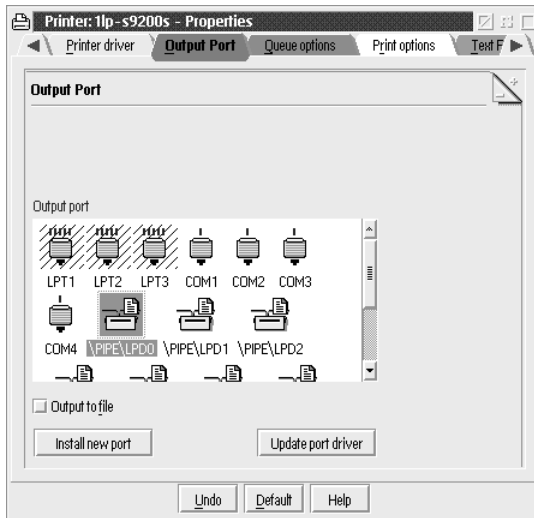 Printer: 1lp-s9200s - Properties
Printer driver Output Port Queue options Print options Text F
Output Port
Output port
LPT1 LPT2 LPT3 COM1 COM2 COM3
COM4 \PIPE\LPD0 \PIPE\LPD1 \PIPE\LPD2
Output to file
Install new port Update port driver
Undo Default Help